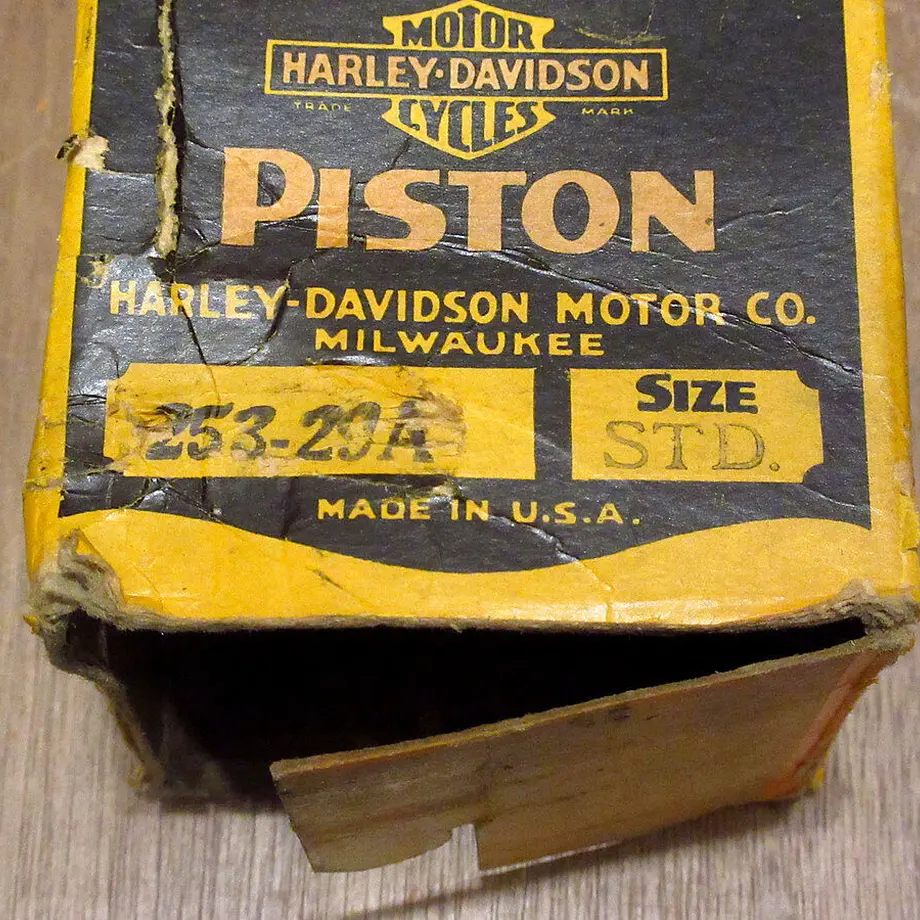 MOTOR
HARLEY-DAVIDSON
TRADE MARK
CYCLES
PISTON
HARLEY-DAVIDSON MOTOR CO.
MILWAUKEE
253-29A
SIZE
STD.
MADE IN U.S.A.